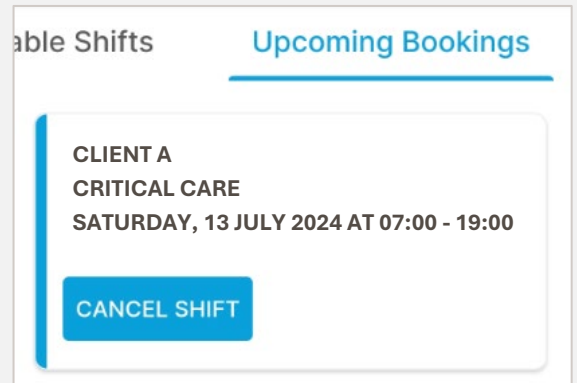 able Shifts Upcoming Bookings
CLIENT A
CRITICAL CARE
SATURDAY, 13 JULY 2024 AT 07:00 - 19:00
CANCEL SHIFT